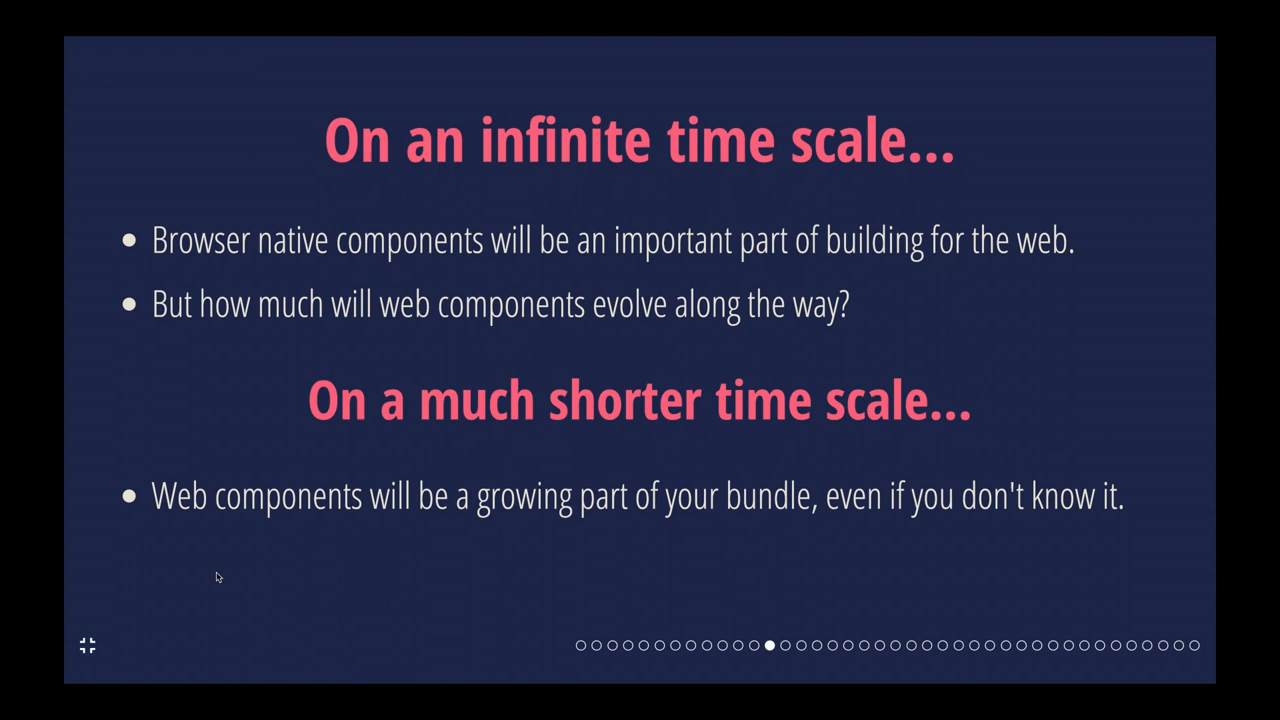 On an infinite time scale...
Browser native components will be an important part of building for the web.
But how much will web components evolve along the way?
On a much shorter time scale...
Web components will be a growing part of your bundle, even if you don't know it.